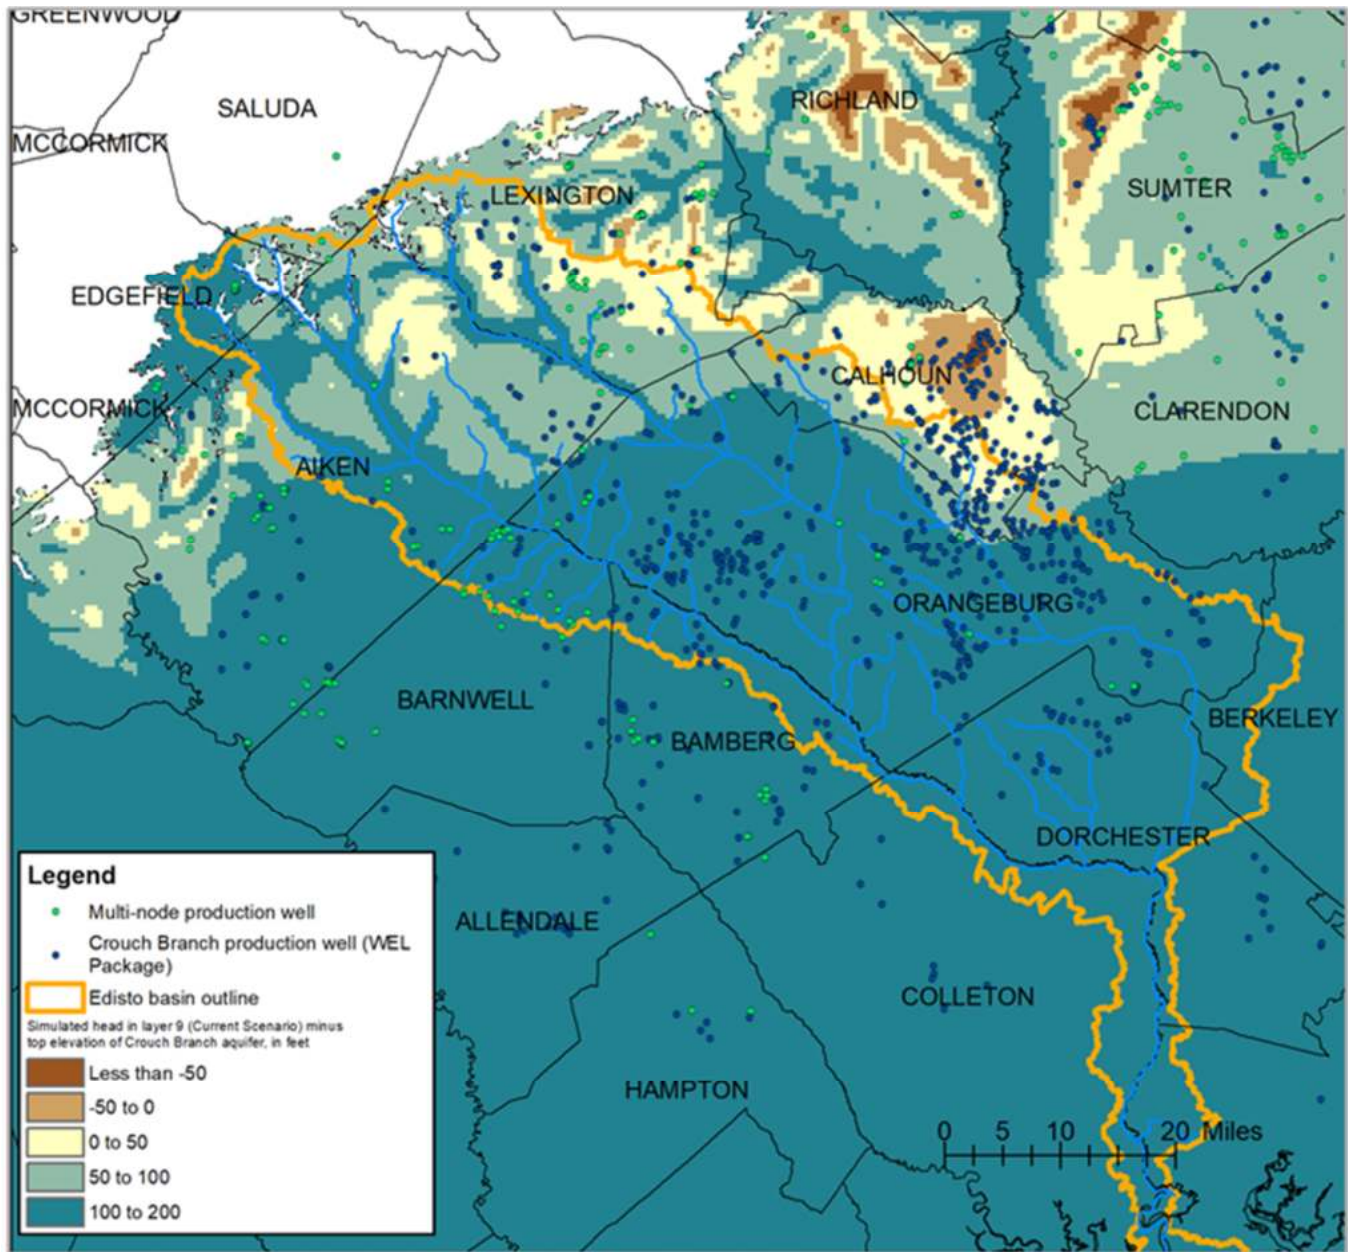 GREENWOOD
SALUDA
RICHLAND
MCCORMICK
SUMTER
LEXINGTON
EDGEFIELD
CALHOUN
MCCORMICK
CLARENDON
AIKEN
ORANGEBURG
BARNWELL
BERKELEY
BAMBERG
DORCHESTER
ALLENDALE
COLLETON
HAMPTON
0 5 10 20 Miles
Legend
Multi-node production well
Crouch Branch production well (WEL
Package)
Edisto basin outline
Simulated head in layer 9 (Current Scenario) minus
top elevation of Crouch Branch aquifer, in feet
Less than -50
-50 to 0
0 to 50
50 to 100
100 to 200